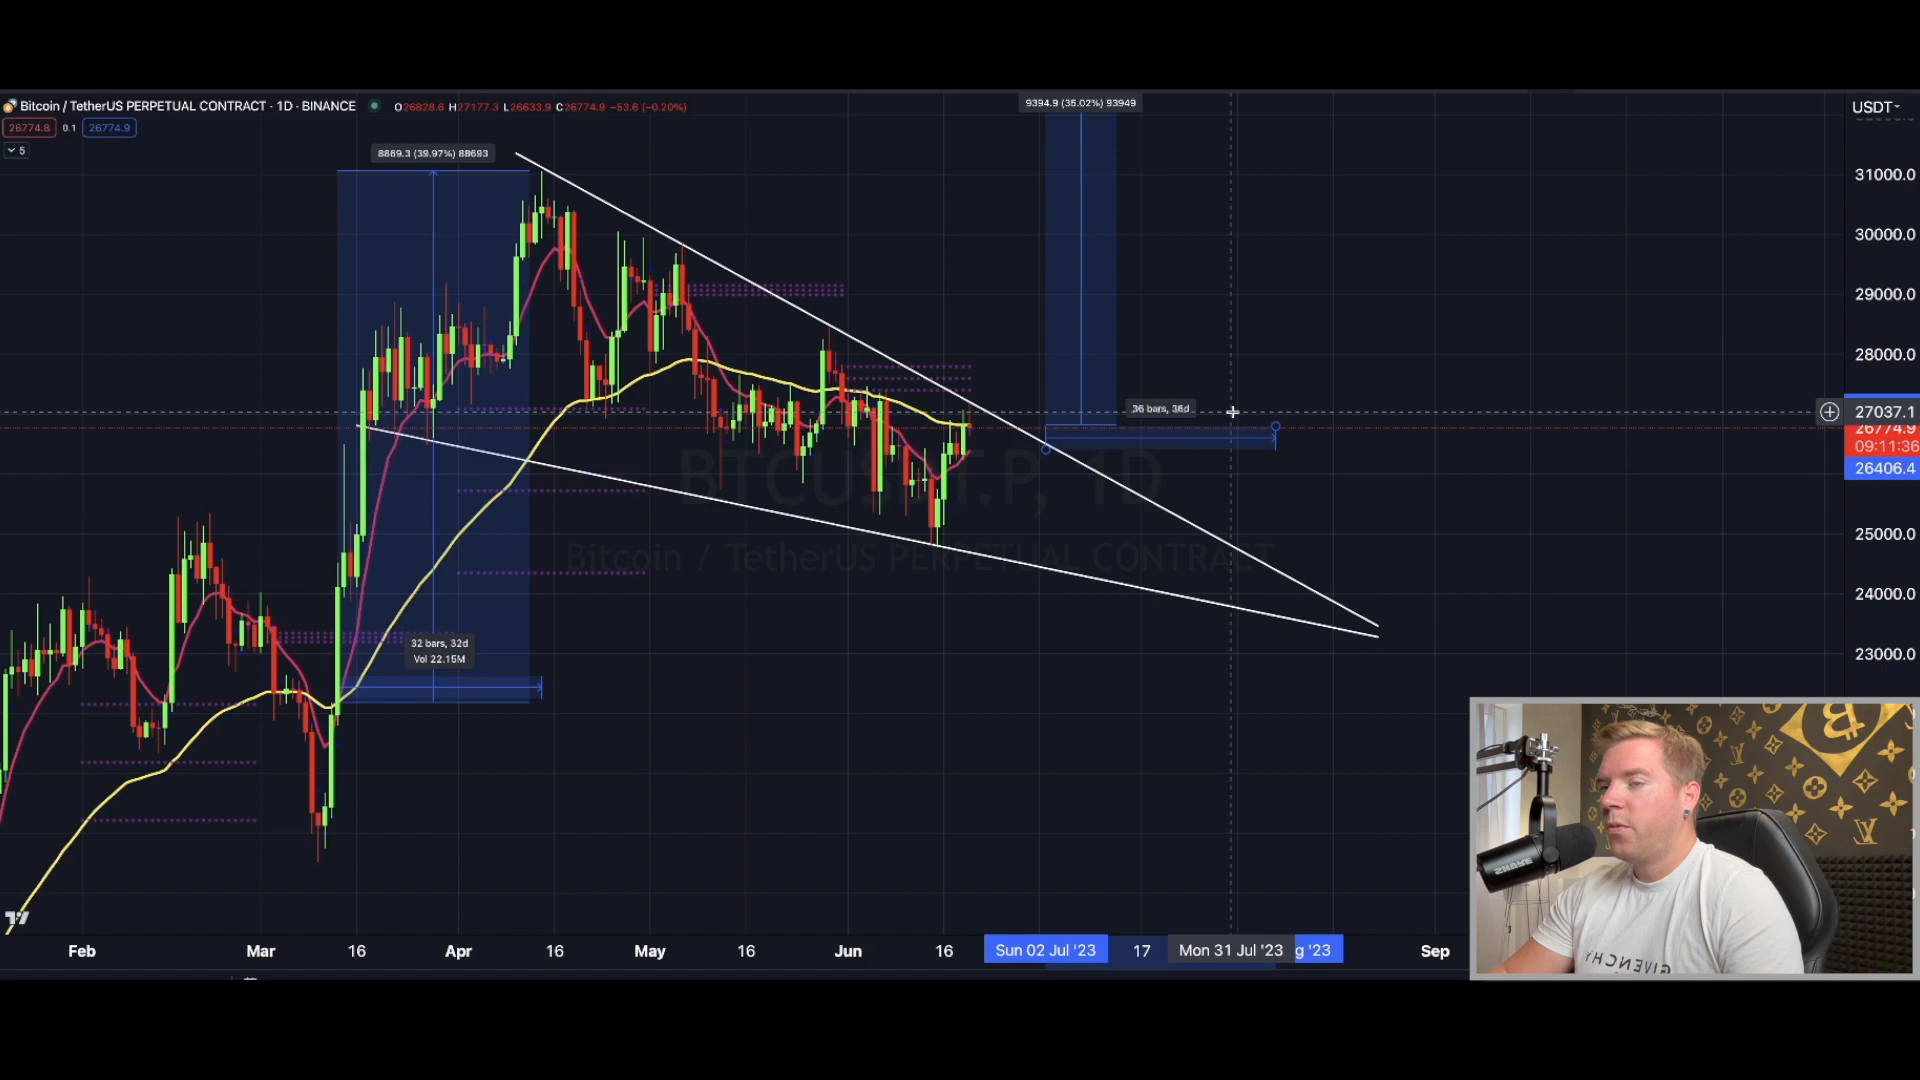 Bitcoin / TetherUS PERPETUAL CONTRACT · 1D · BINANCE
O26828.6 H27177.3 L26633.9 C26774.9 −53.6 (−0.20%)
26774.8 0.1 26774.9
5
9394.9 (35.02%) 93949
8869.3 (39.97%) 88693
36 bars, 36d
32 bars, 32d
Vol 22.15M
BTCUSDT.P, 1D
Bitcoin / TetherUS PERPETUAL CONTRACT
USDT
31000.0
30000.0
29000.0
28000.0
27037.1
26774.9
09:11:36
26406.4
25000.0
24000.0
23000.0
Feb Mar 16 Apr 16 May 16 Jun 16 Sun 02 Jul '23 17 Mon 31 Jul '23 g '23 Sep
SHURE
GIVENCHY